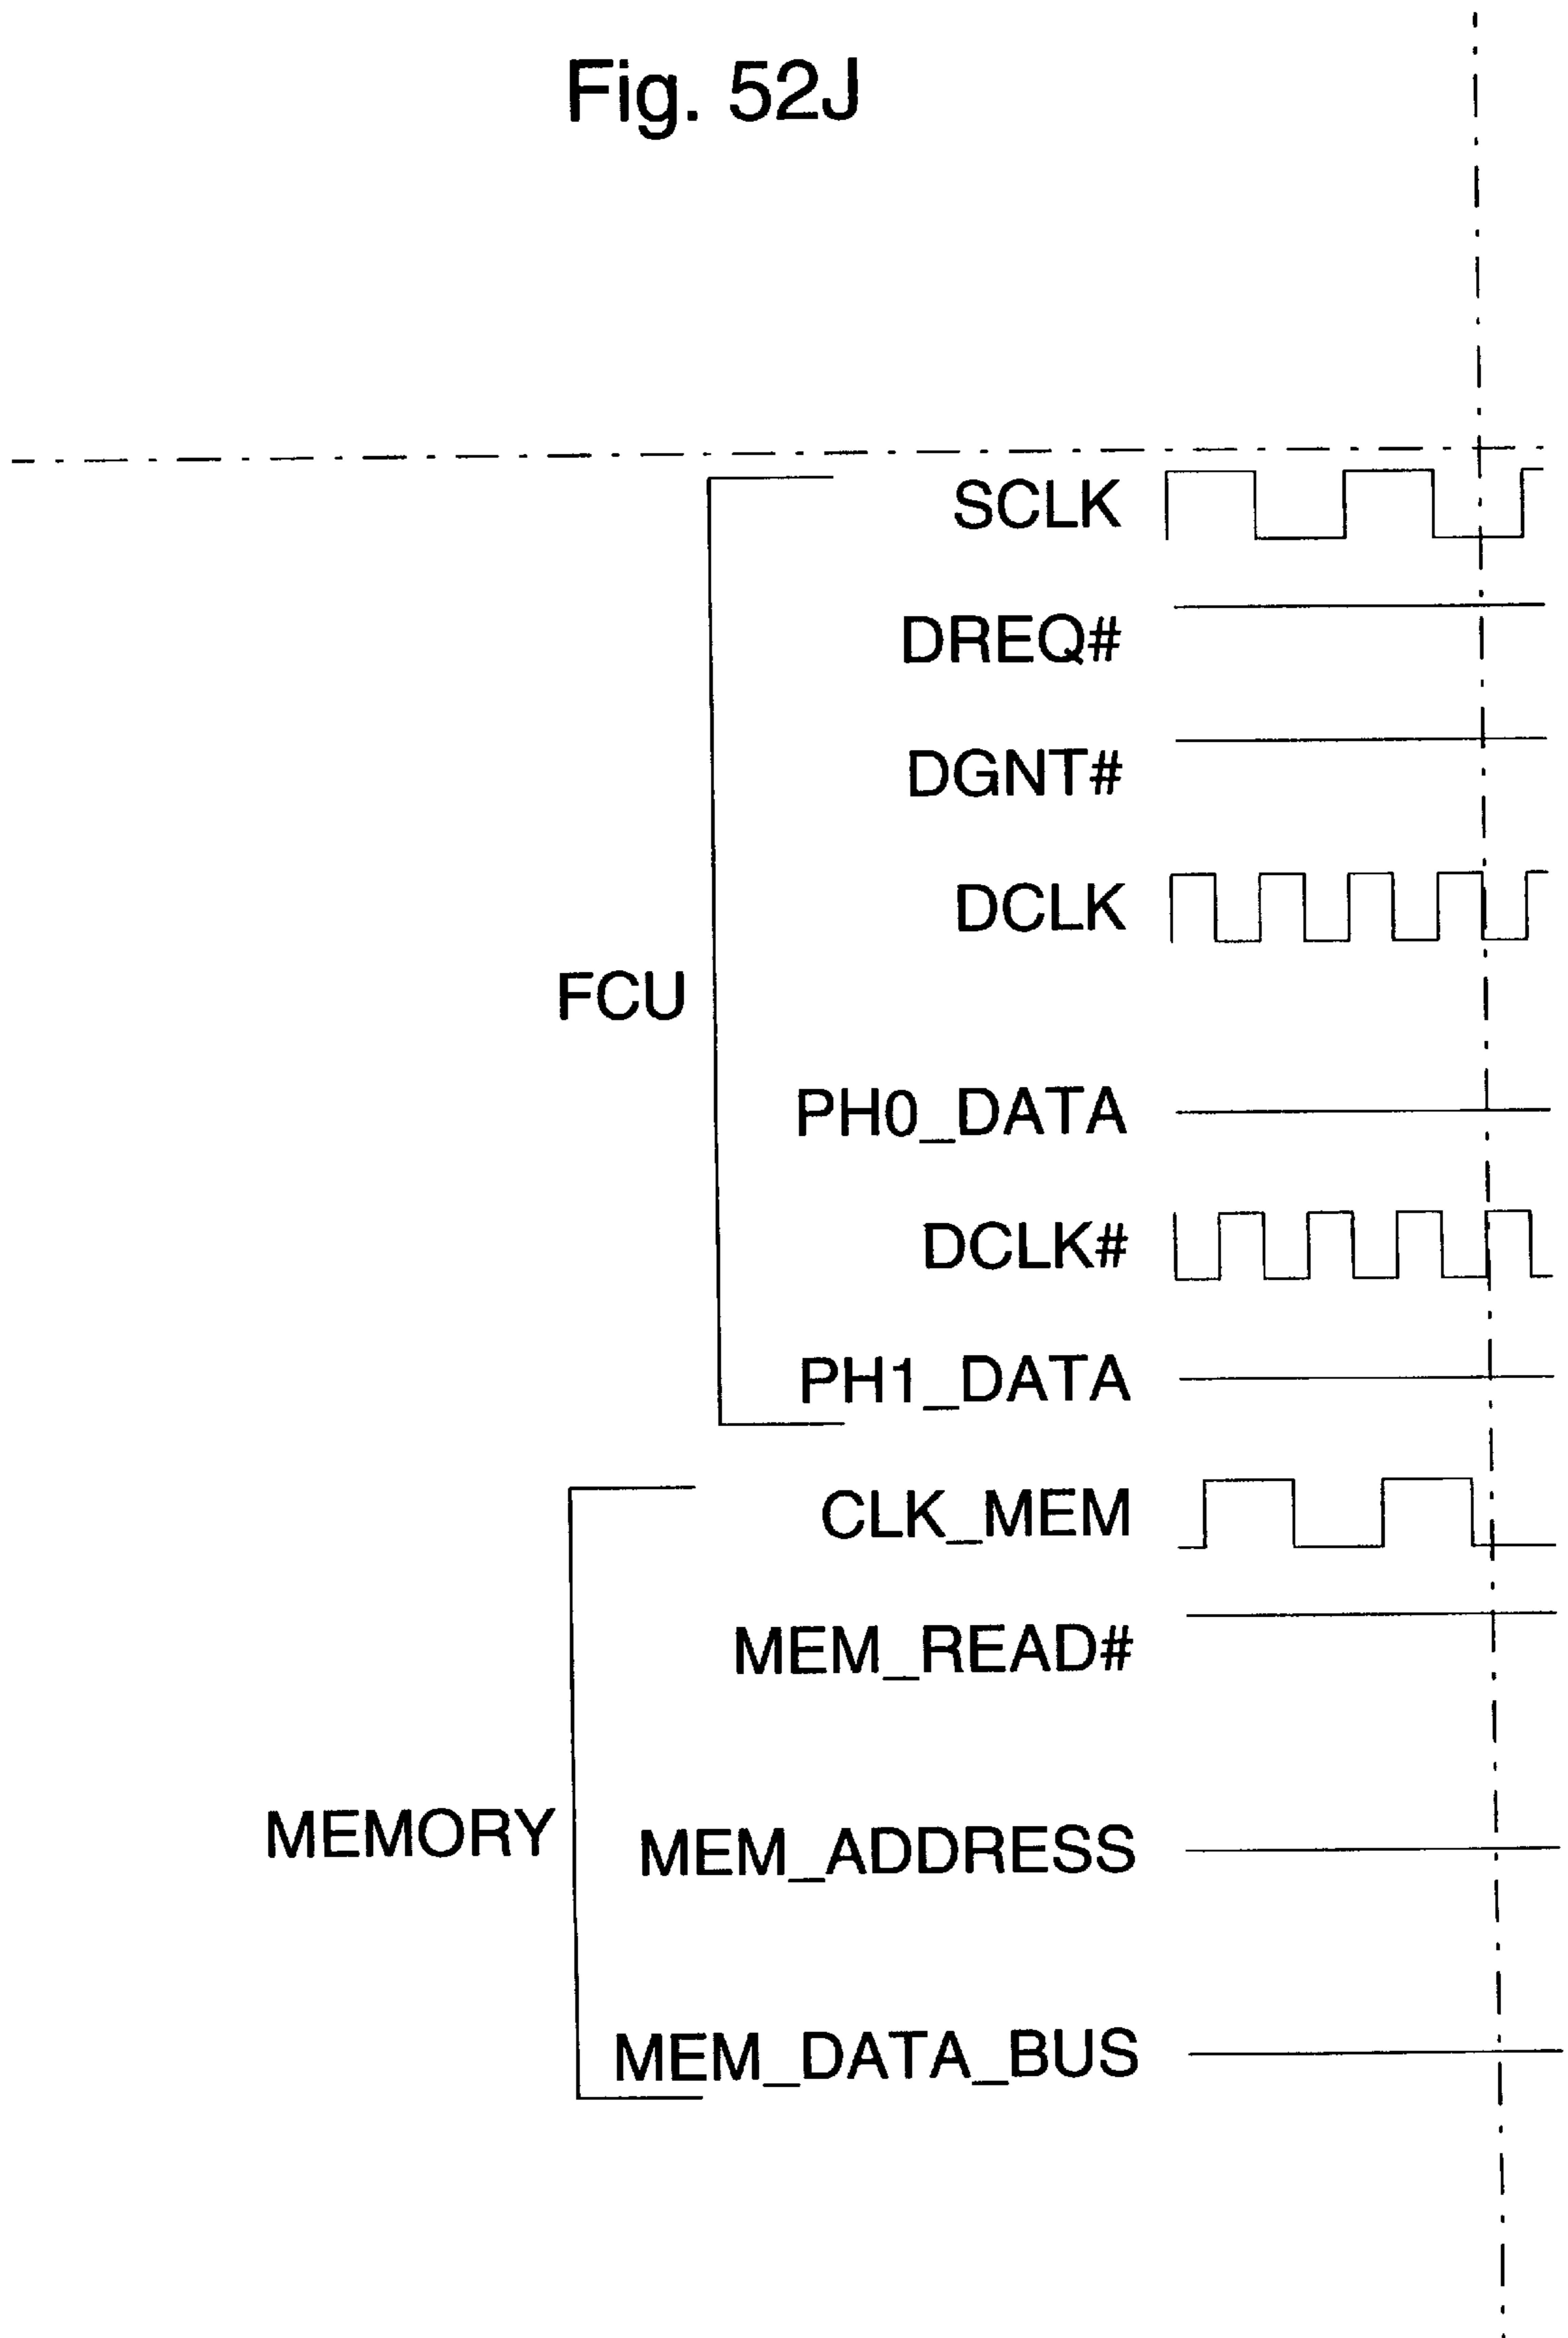 Fig. 52J
SCLK
DREQ#
DGNT#
DCLK
FCU
PH0_DATA
DCLK#
PH1_DATA
CLK_MEM
MEM_READ#
MEMORY
MEM_ADDRESS
MEM_DATA_BUS